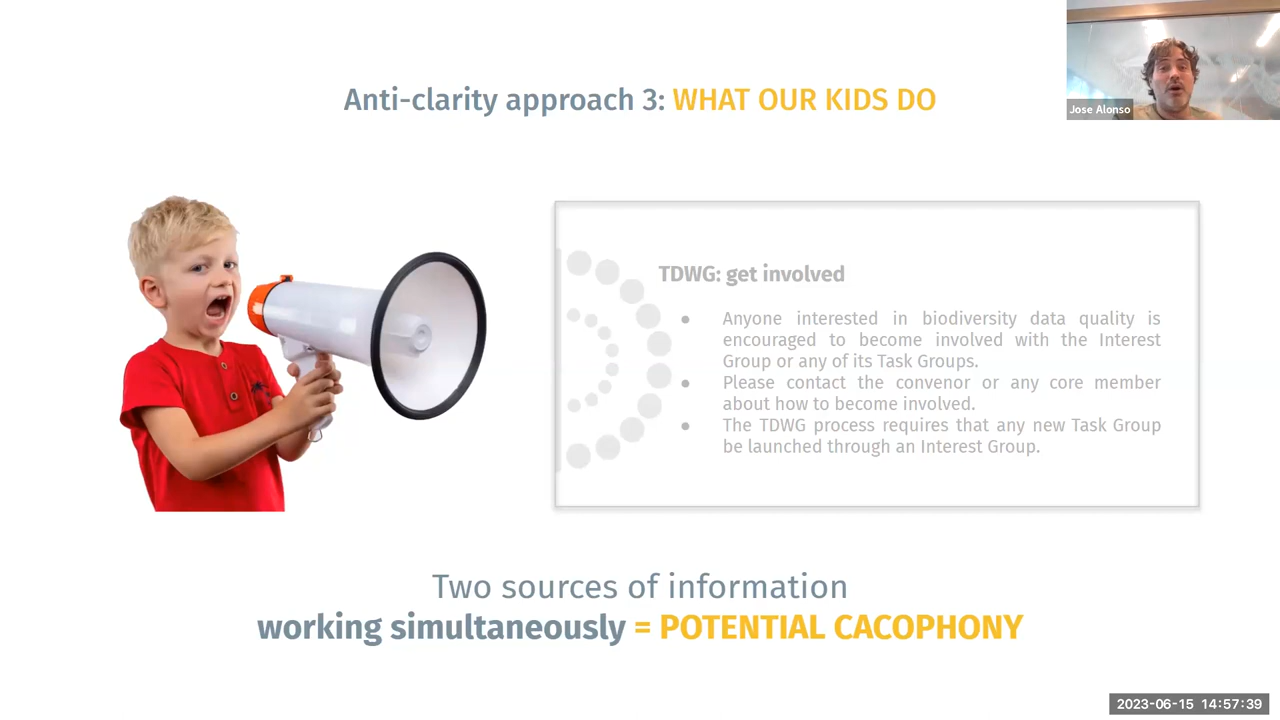 Anti-clarity approach 3: WHAT OUR KIDS DO
Jose Alonso
TDWG: get involved
● Anyone interested in biodiversity data quality is
encouraged to become involved with the Interest
Group or any of its Task Groups.
● Please contact the convenor or any core member
about how to become involved.
● The TDWG process requires that any new Task Group
be launched through an Interest Group.
Two sources of information
working simultaneously = POTENTIAL CACOPHONY
2023-06-15 14:57:39